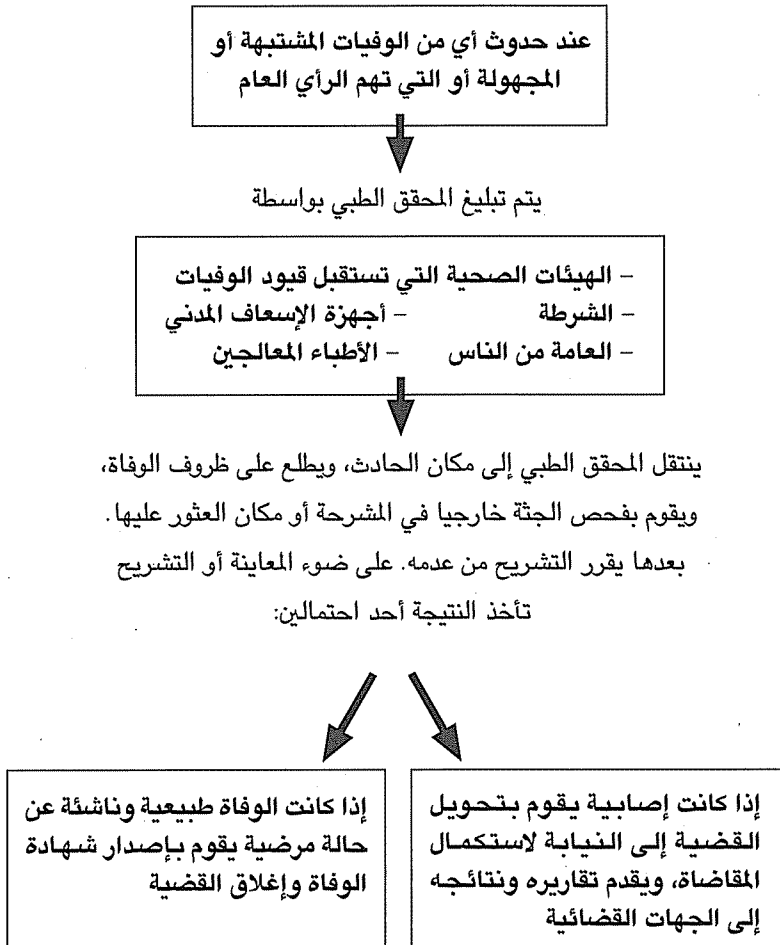 عند حدوث أي من الوفيات المشتبهة أو
المجهولة أو التي تهم الرأي العام
يتم تبليغ المحقق الطبي بواسطة
– الهيئات الصحية التي تستقبل قيود الوفيات
– الشرطة – أجهزة الإسعاف المدني
– العامة من الناس – الأطباء المعالجين
ينتقل المحقق الطبي إلى مكان الحادث، ويطلع على ظروف الوفاة،
ويقوم بفحص الجثة خارجيا في المشرحة أو مكان العثور عليها.
بعدها يقرر التشريح من عدمه. على ضوء المعاينة أو التشريح
تأخذ النتيجة أحد احتمالين:
إذا كانت إصابية يقوم بتحويل
القضية إلى النيابة لاستكمال
المقاضاة، ويقدم تقاريره ونتائجه
إلى الجهات القضائية
إذا كانت الوفاة طبيعية وناشئة عن
حالة مرضية يقوم بإصدار شهادة
الوفاة وإغلاق القضية